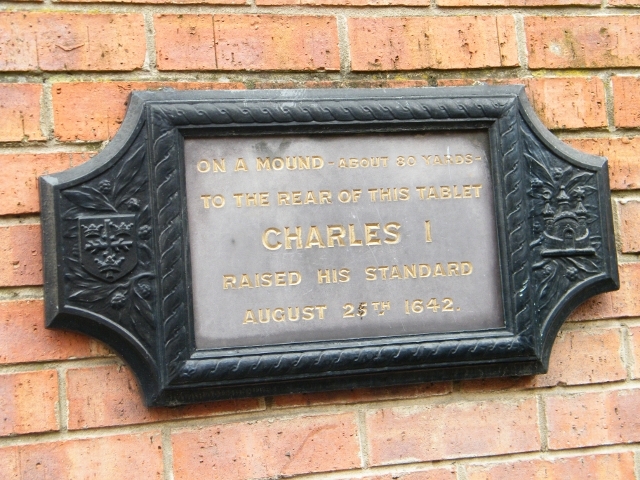 ON A MOUND - ABOUT 80 YARDS -
TO THE REAR OF THIS TABLET
CHARLES I
RAISED HIS STANDARD
AUGUST 25TH 1642.